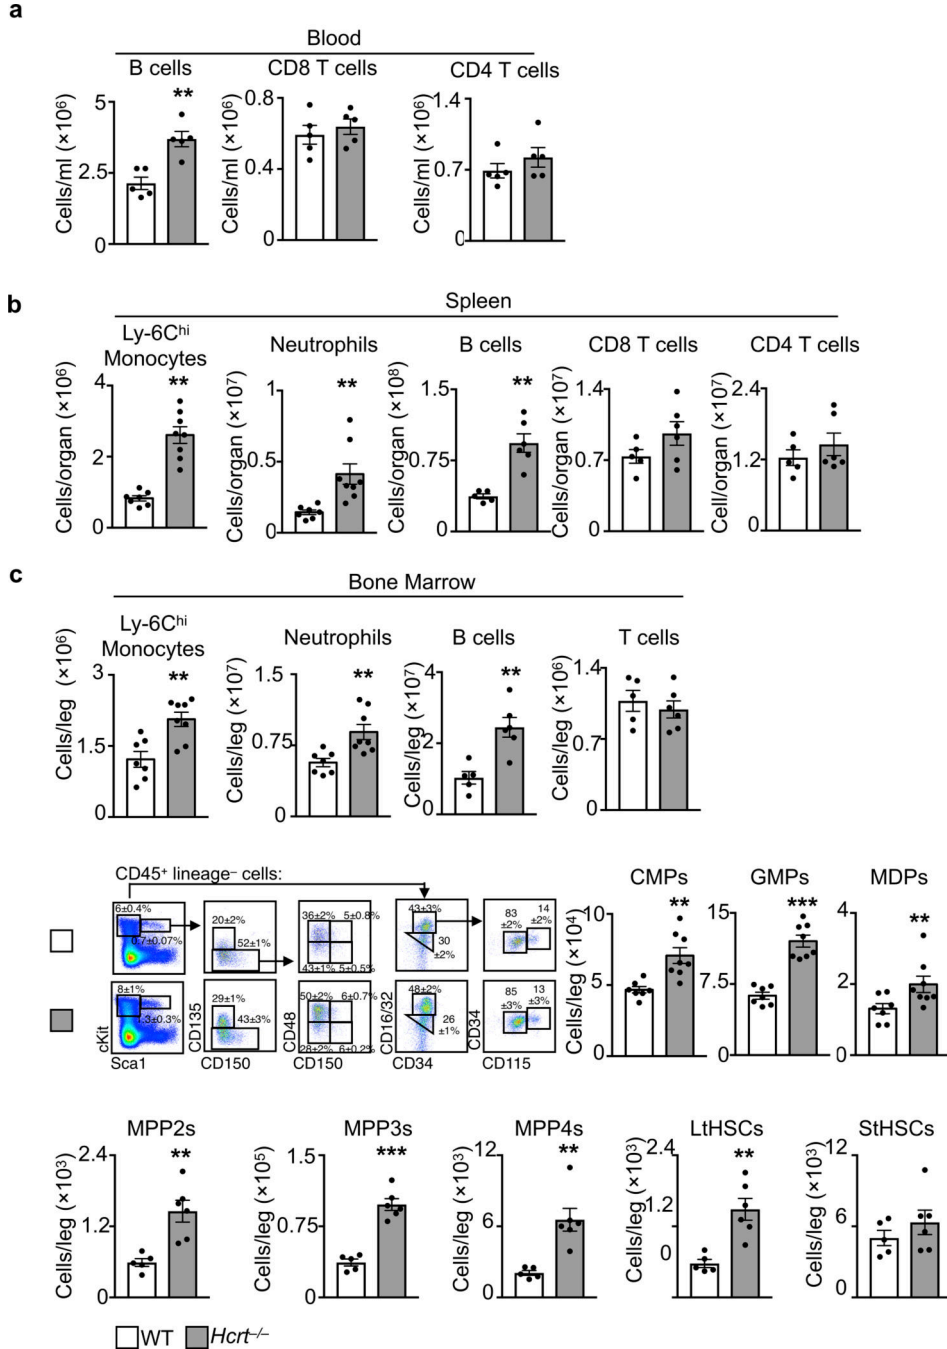 a
Blood
B cells
CD8 T cells
CD4 T cells
Cells/ml (×10⁶)
5
2.5
0
**
Cells/ml (×10⁶)
0.8
0.4
0
Cells/ml (×10⁶)
1.4
0.7
0
b
Spleen
Ly-6Cʰⁱ
Monocytes
Neutrophils
B cells
CD8 T cells
CD4 T cells
Cells/organ (×10⁶)
4
2
0
**
Cells/organ (×10⁷)
1
0.5
0
**
Cells/organ (×10⁸)
1.5
0.75
0
**
Cells/organ (×10⁷)
1.4
0.7
0
Cell/organ (×10⁷)
2.4
1.2
0
c
Bone Marrow
Ly-6Cʰⁱ
Monocytes
Neutrophils
B cells
T cells
Cells/leg (×10⁶)
3
1.5
0
**
Cells/leg (×10⁷)
1.5
0.75
0
**
Cells/leg (×10⁷)
4
2
0
**
Cells/leg (×10⁶)
1.4
0.7
0
CD45⁺ lineage⁻ cells:
6±0.4%
0.7±0.07%
20±2%
52±1%
36±2% 5±0.8%
43±1% 5±0.5%
43±3%
30
±2%
83
±2%
14
±2%
8±1%
.3±0.3%
29±1%
43±3%
50±2% 6±0.7%
28±2% 6±0.2%
48±2%
26
±1%
85
±3%
13
±3%
cKit
Sca1
CD135
CD150
CD48
CD150
CD16/32
CD34
CD34
CD115
CMPs
GMPs
MDPs
Cells/leg (×10⁴)
10
5
0
**
15
7.5
0
***
4
2
0
**
MPP2s
MPP3s
MPP4s
LtHSCs
StHSCs
Cells/leg (×10³)
2.4
1.2
0
**
Cells/leg (×10⁵)
1.5
0.75
0
***
Cells/leg (×10³)
12
6
0
**
Cells/leg (×10³)
2.4
1.2
0
**
Cells/leg (×10³)
12
6
0
WT
Hcrt⁻/⁻